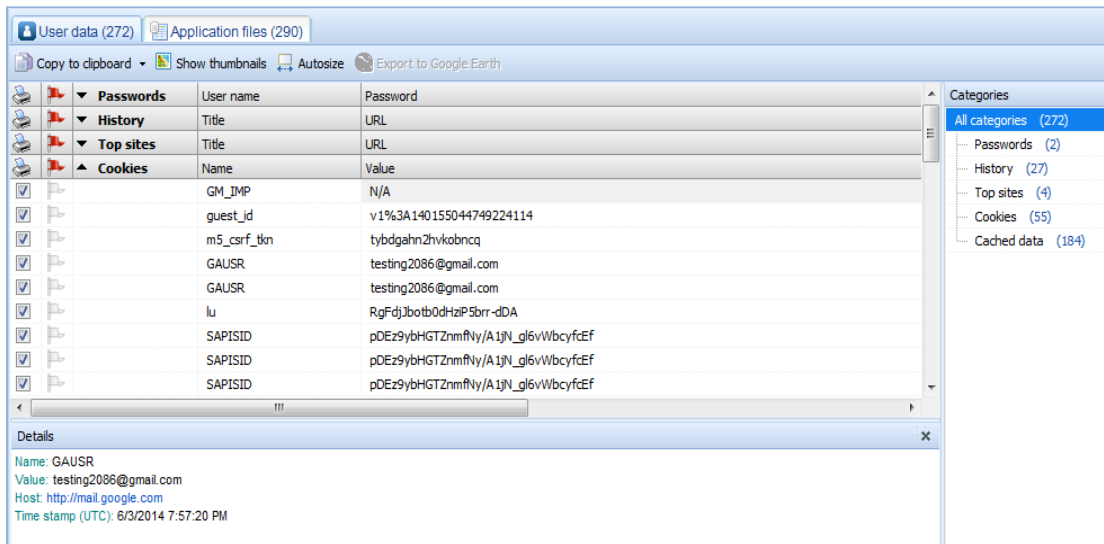 User data (272) Application files (290)
Copy to clipboard Show thumbnails Autosize Export to Google Earth
Passwords User name Password
History Title URL
Top sites Title URL
Cookies Name Value
GM_IMP N/A
guest_id v1%3A140155044749224114
m5_csrf_tkn tybdgahn2hvkobncq
GAUSR testing2086@gmail.com
GAUSR testing2086@gmail.com
lu RgFdjJbotb0dHziP5brr-dDA
SAPISID pDEz9ybHGTZnmfNy/A1jN_gl6vWbcyfcEf
SAPISID pDEz9ybHGTZnmfNy/A1jN_gl6vWbcyfcEf
SAPISID pDEz9ybHGTZnmfNy/A1jN_gl6vWbcyfcEf
Categories
All categories (272)
Passwords (2)
History (27)
Top sites (4)
Cookies (55)
Cached data (184)
Details
Name: GAUSR
Value: testing2086@gmail.com
Host: http://mail.google.com
Time stamp (UTC): 6/3/2014 7:57:20 PM